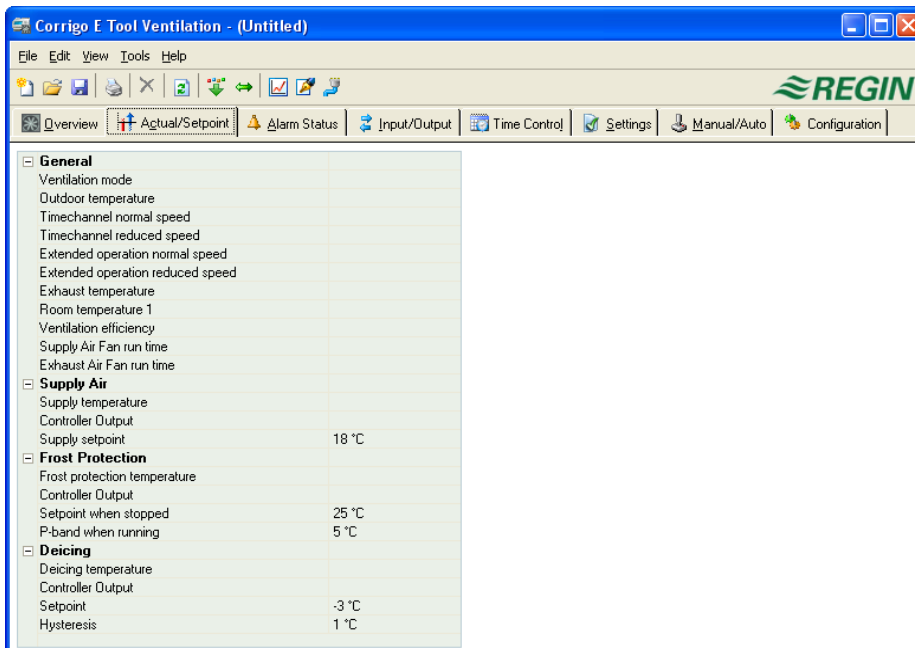 Corrigo E Tool Ventilation - (Untitled)
File Edit View Tools Help
REGIN
Overview Actual/Setpoint Alarm Status Input/Output Time Control Settings Manual/Auto Configuration
General
Ventilation mode
Outdoor temperature
Timechannel normal speed
Timechannel reduced speed
Extended operation normal speed
Extended operation reduced speed
Exhaust temperature
Room temperature 1
Ventilation efficiency
Supply Air Fan run time
Exhaust Air Fan run time
Supply Air
Supply temperature
Controller Output
Supply setpoint 18 °C
Frost Protection
Frost protection temperature
Controller Output
Setpoint when stopped 25 °C
P-band when running 5 °C
Deicing
Deicing temperature
Controller Output
Setpoint -3 °C
Hysteresis 1 °C